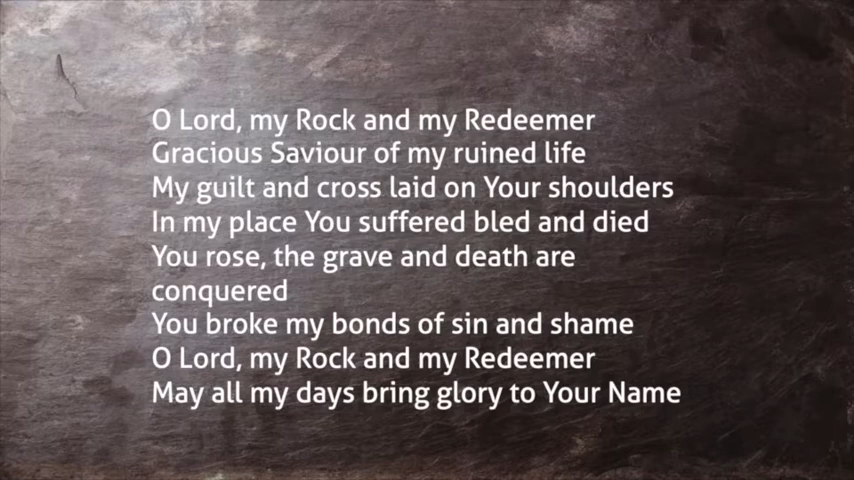 O Lord, my Rock and my Redeemer
Gracious Saviour of my ruined life
My guilt and cross laid on Your shoulders
In my place You suffered bled and died
You rose, the grave and death are
conquered
You broke my bonds of sin and shame
O Lord, my Rock and my Redeemer
May all my days bring glory to Your Name